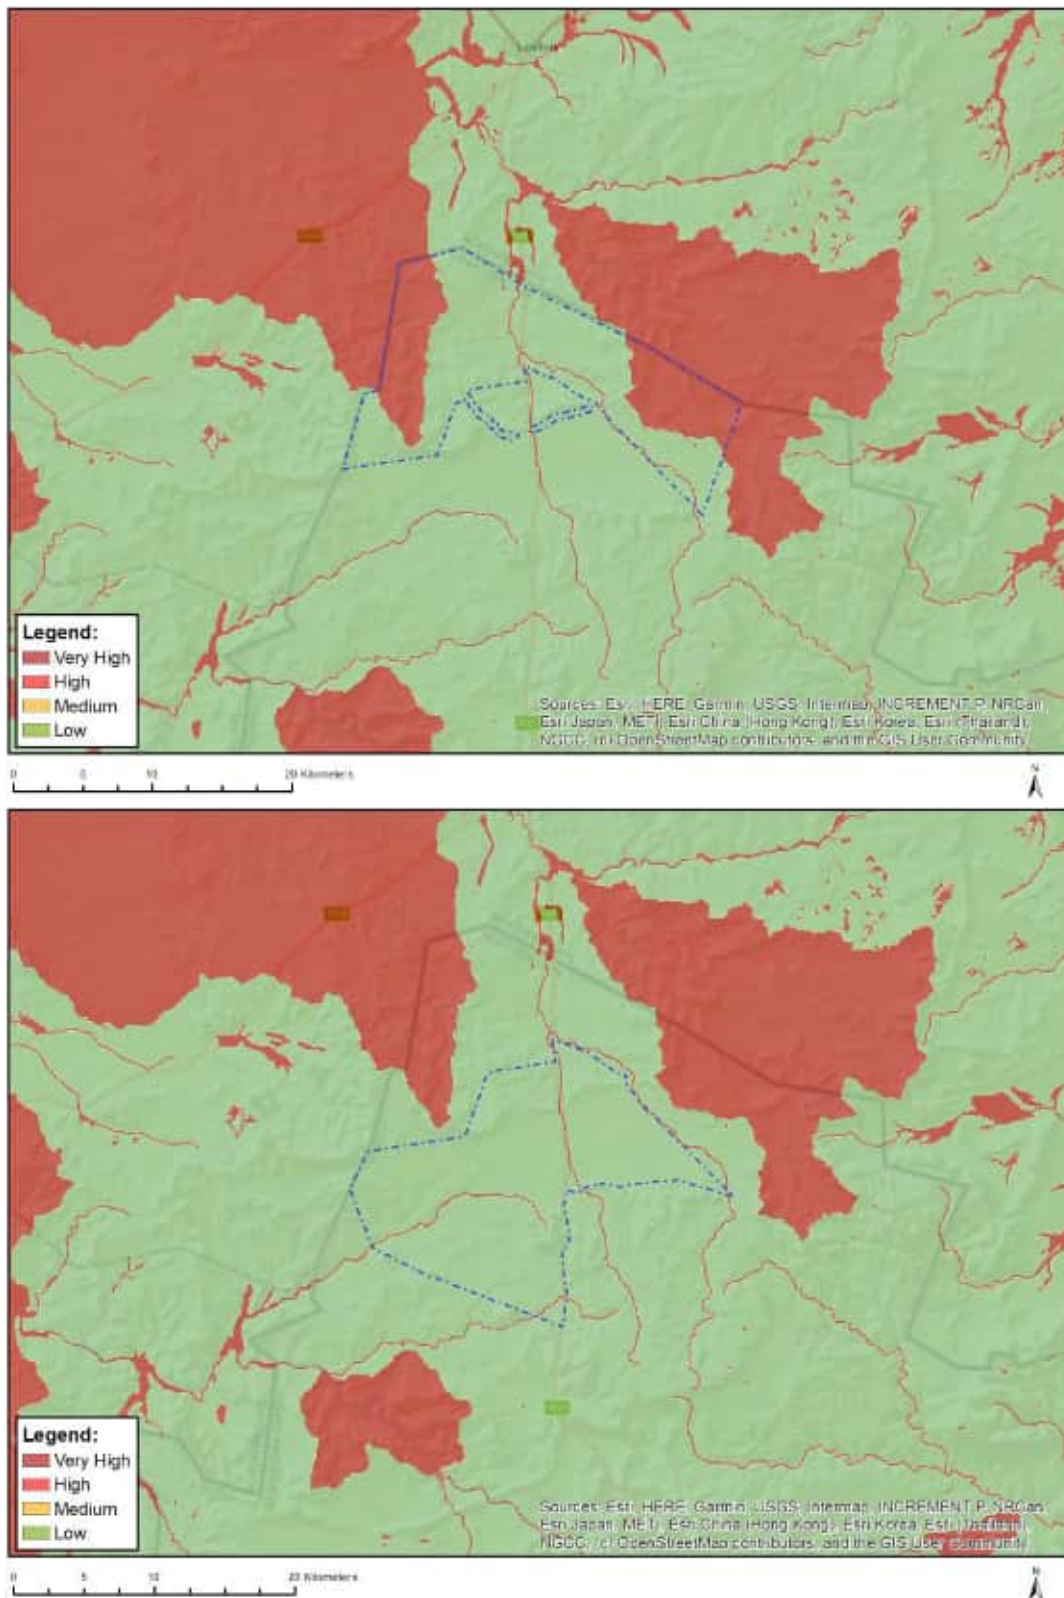 Legend:
Very High
High
Medium
Low
Sources: Esri, HERE, Garmin, USGS, Intermap, INCREMENT P, NRCan,
Esri Japan, METI, Esri China (Hong Kong), Esri Korea, Esri (Thailand),
NGCC, (c) OpenStreetMap contributors, and the GIS User Community
0 5 10 20 Kilometers
N
Legend:
Very High
High
Medium
Low
Sources: Esri, HERE, Garmin, USGS, Intermap, INCREMENT P, NRCan,
Esri Japan, METI, Esri China (Hong Kong), Esri Korea, Esri (Thailand),
NGCC, (c) OpenStreetMap contributors, and the GIS User Community
0 5 10 20 Kilometers
N